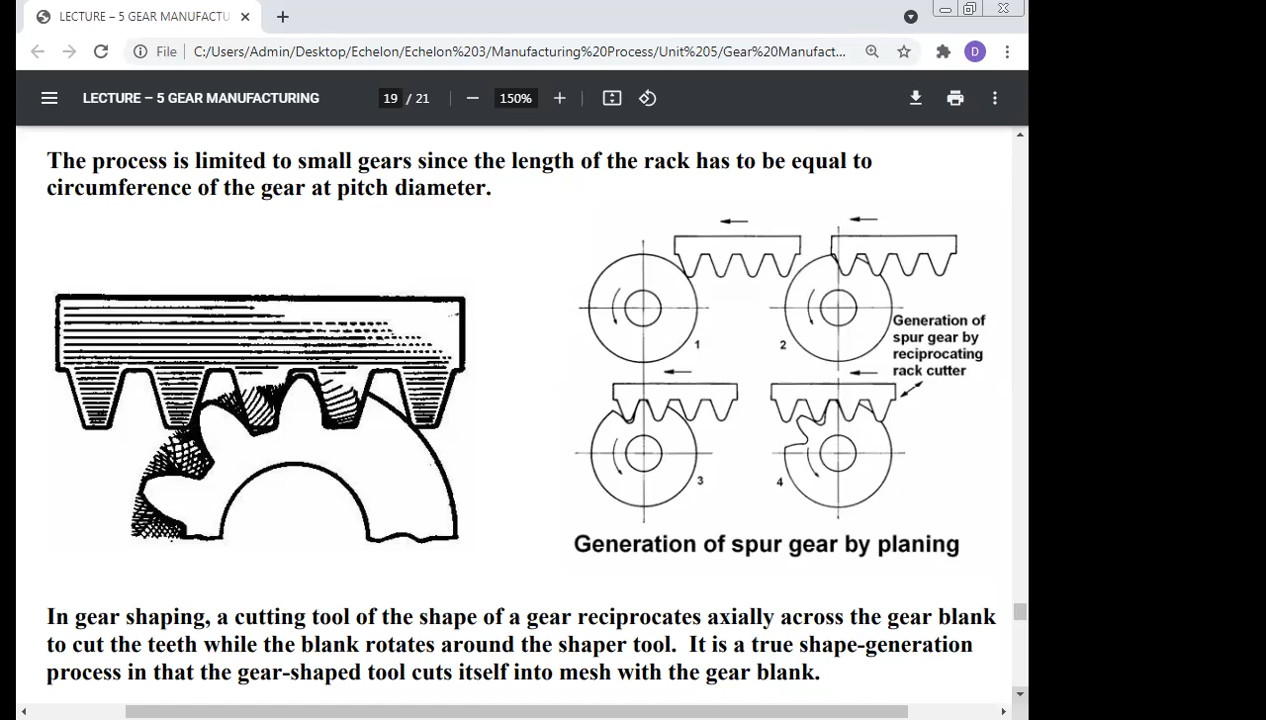 LECTURE – 5 GEAR MANUFACTU
File
C:/Users/Admin/Desktop/Echelon/Echelon%203/Manufacturing%20Process/Unit%205/Gear%20Manufact...
D
LECTURE – 5 GEAR MANUFACTURING
19 / 21
150%
The process is limited to small gears since the length of the rack has to be equal to
circumference of the gear at pitch diameter.
1
2
Generation of
spur gear by
reciprocating
rack cutter
3
4
Generation of spur gear by planing
In gear shaping, a cutting tool of the shape of a gear reciprocates axially across the gear blank
to cut the teeth while the blank rotates around the shaper tool. It is a true shape-generation
process in that the gear-shaped tool cuts itself into mesh with the gear blank.